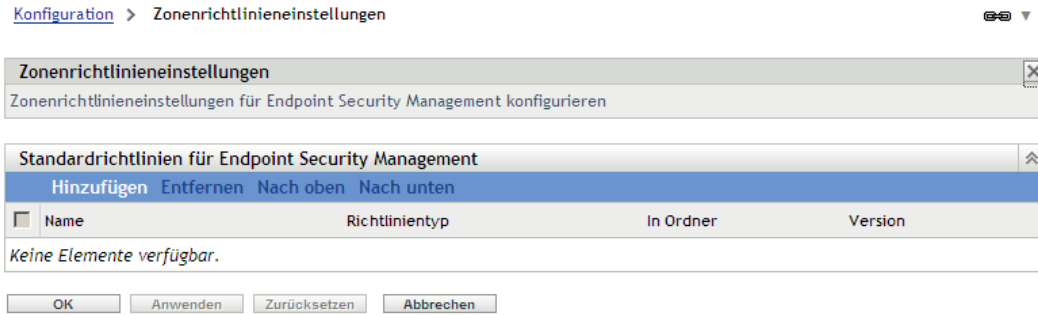 Konfiguration > Zonenrichtlinieneinstellungen
Zonenrichtlinieneinstellungen
Zonenrichtlinieneinstellungen für Endpoint Security Management konfigurieren
Standardrichtlinien für Endpoint Security Management
Hinzufügen Entfernen Nach oben Nach unten
Name Richtlinientyp In Ordner Version
Keine Elemente verfügbar.
OK Anwenden Zurücksetzen Abbrechen